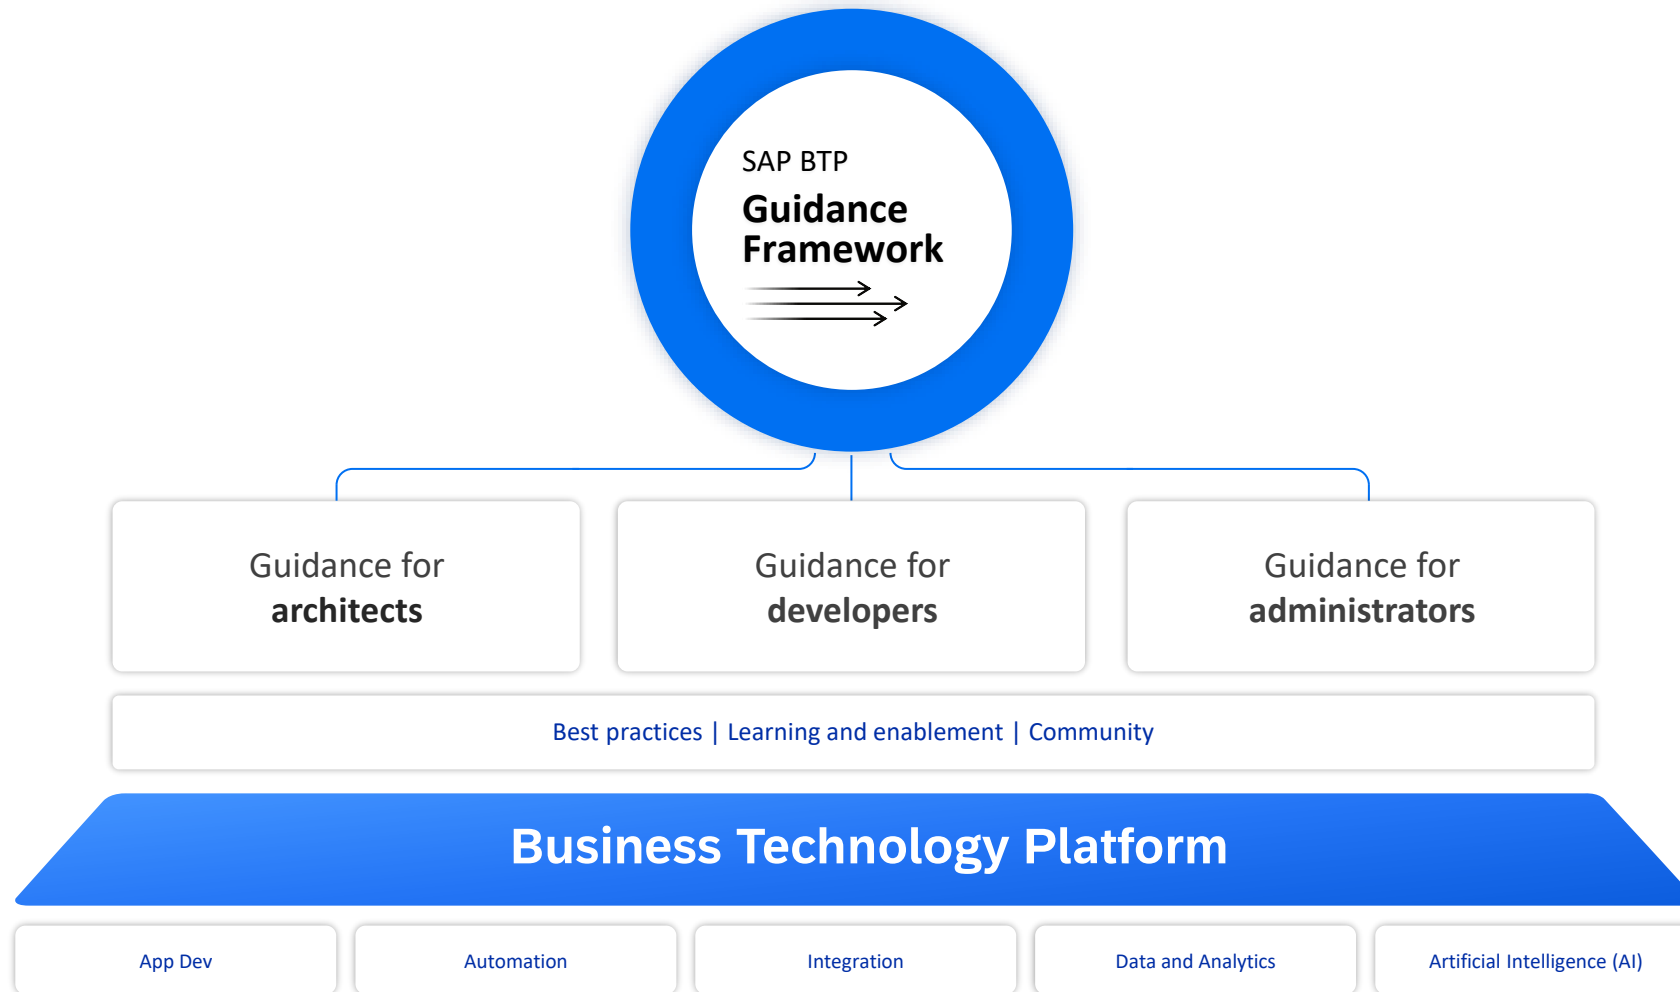 SAP BTP
Guidance
Framework
Guidance for
architects
Guidance for
developers
Guidance for
administrators
Best practices | Learning and enablement | Community
Business Technology Platform
App Dev
Automation
Integration
Data and Analytics
Artificial Intelligence (AI)